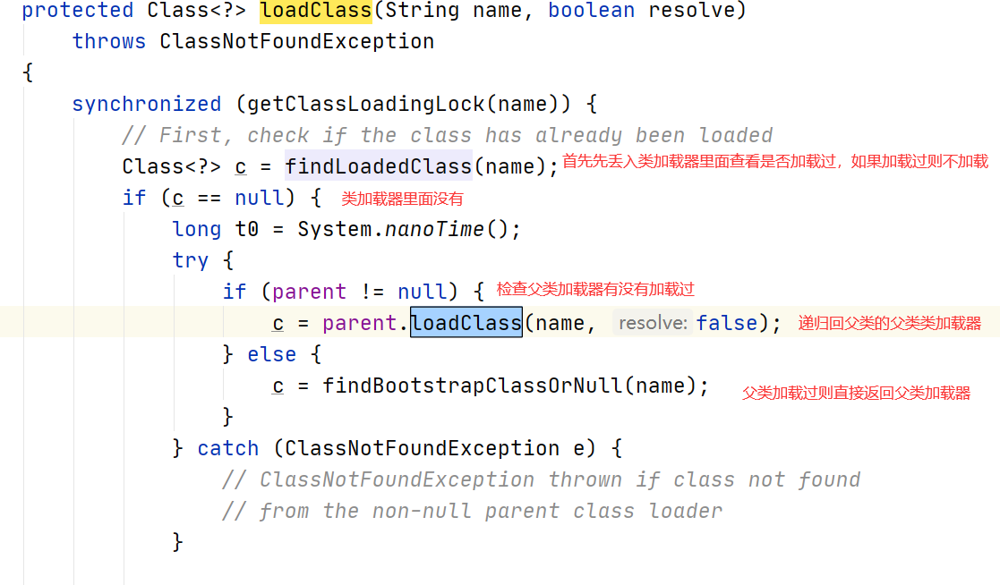 protected Class<?> loadClass(String name, boolean resolve)
throws ClassNotFoundException
{
synchronized (getClassLoadingLock(name)) {
// First, check if the class has already been loaded
Class<?> c = findLoadedClass(name); 首先先丢入类加载器里面查看是否加载过，如果加载过则不加载
if (c == null) { 类加载器里面没有
long t0 = System.nanoTime();
try {
if (parent != null) { 检查父类加载器有没有加载过
c = parent.loadClass(name, resolve: false); 递归回父类的父类类加载器
} else {
c = findBootstrapClassOrNull(name); 父类加载过则直接返回父类加载器
}
} catch (ClassNotFoundException e) {
// ClassNotFoundException thrown if class not found
// from the non-null parent class loader
}